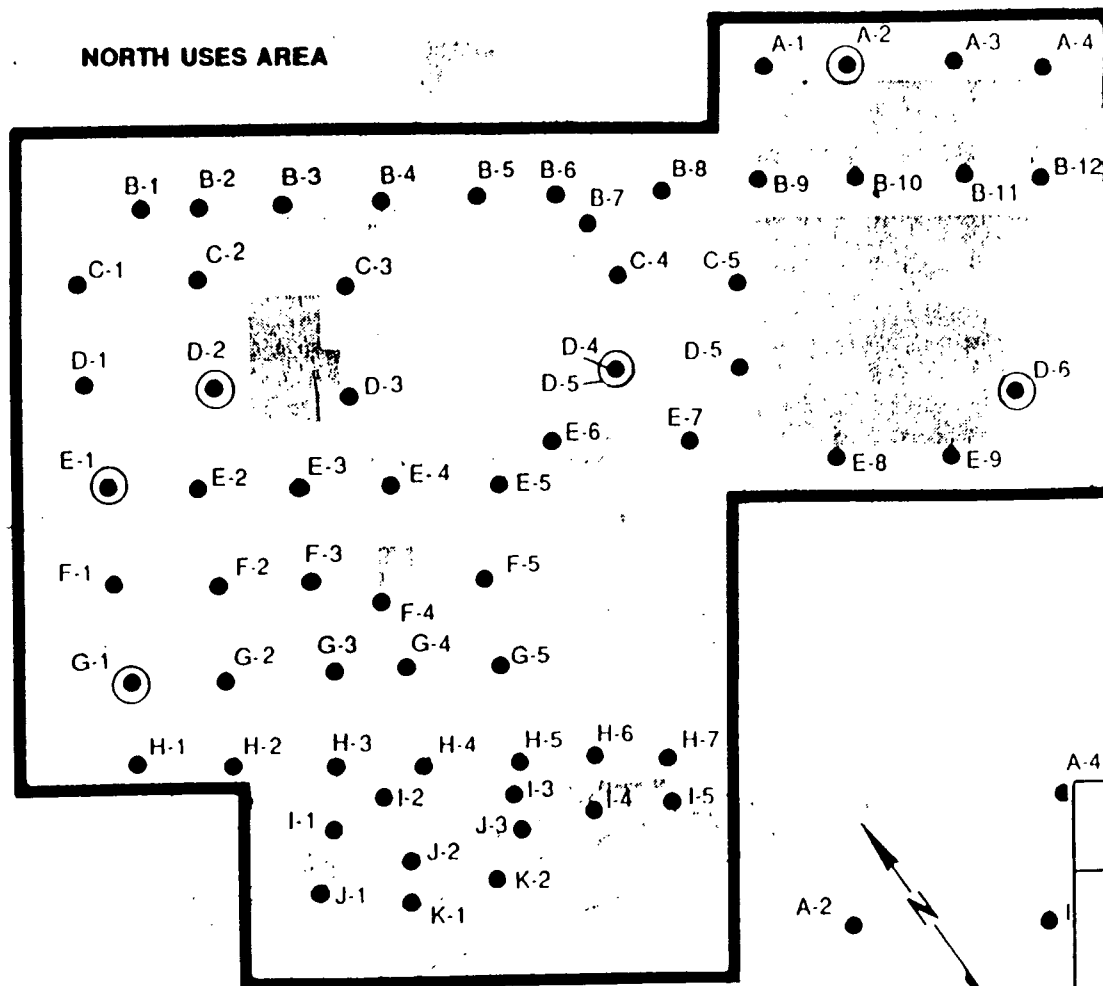 NORTH USES AREA
A-1 A-2 A-3 A-4
B-1 B-2 B-3 B-4 B-5 B-6 B-7 B-8 B-9 B-10 B-11 B-12
C-1 C-2 C-3 C-4 C-5
D-1 D-2 D-3 D-4 D-5 D-5 D-6
E-1 E-2 E-3 E-4 E-5 E-6 E-7 E-8 E-9
F-1 F-2 F-3 F-4 F-5
G-1 G-2 G-3 G-4 G-5
H-1 H-2 H-3 H-4 H-5 H-6 H-7
I-1 I-2 I-3 I-4 I-5
J-1 J-2 J-3
K-1 K-2
A-4
A-2
N